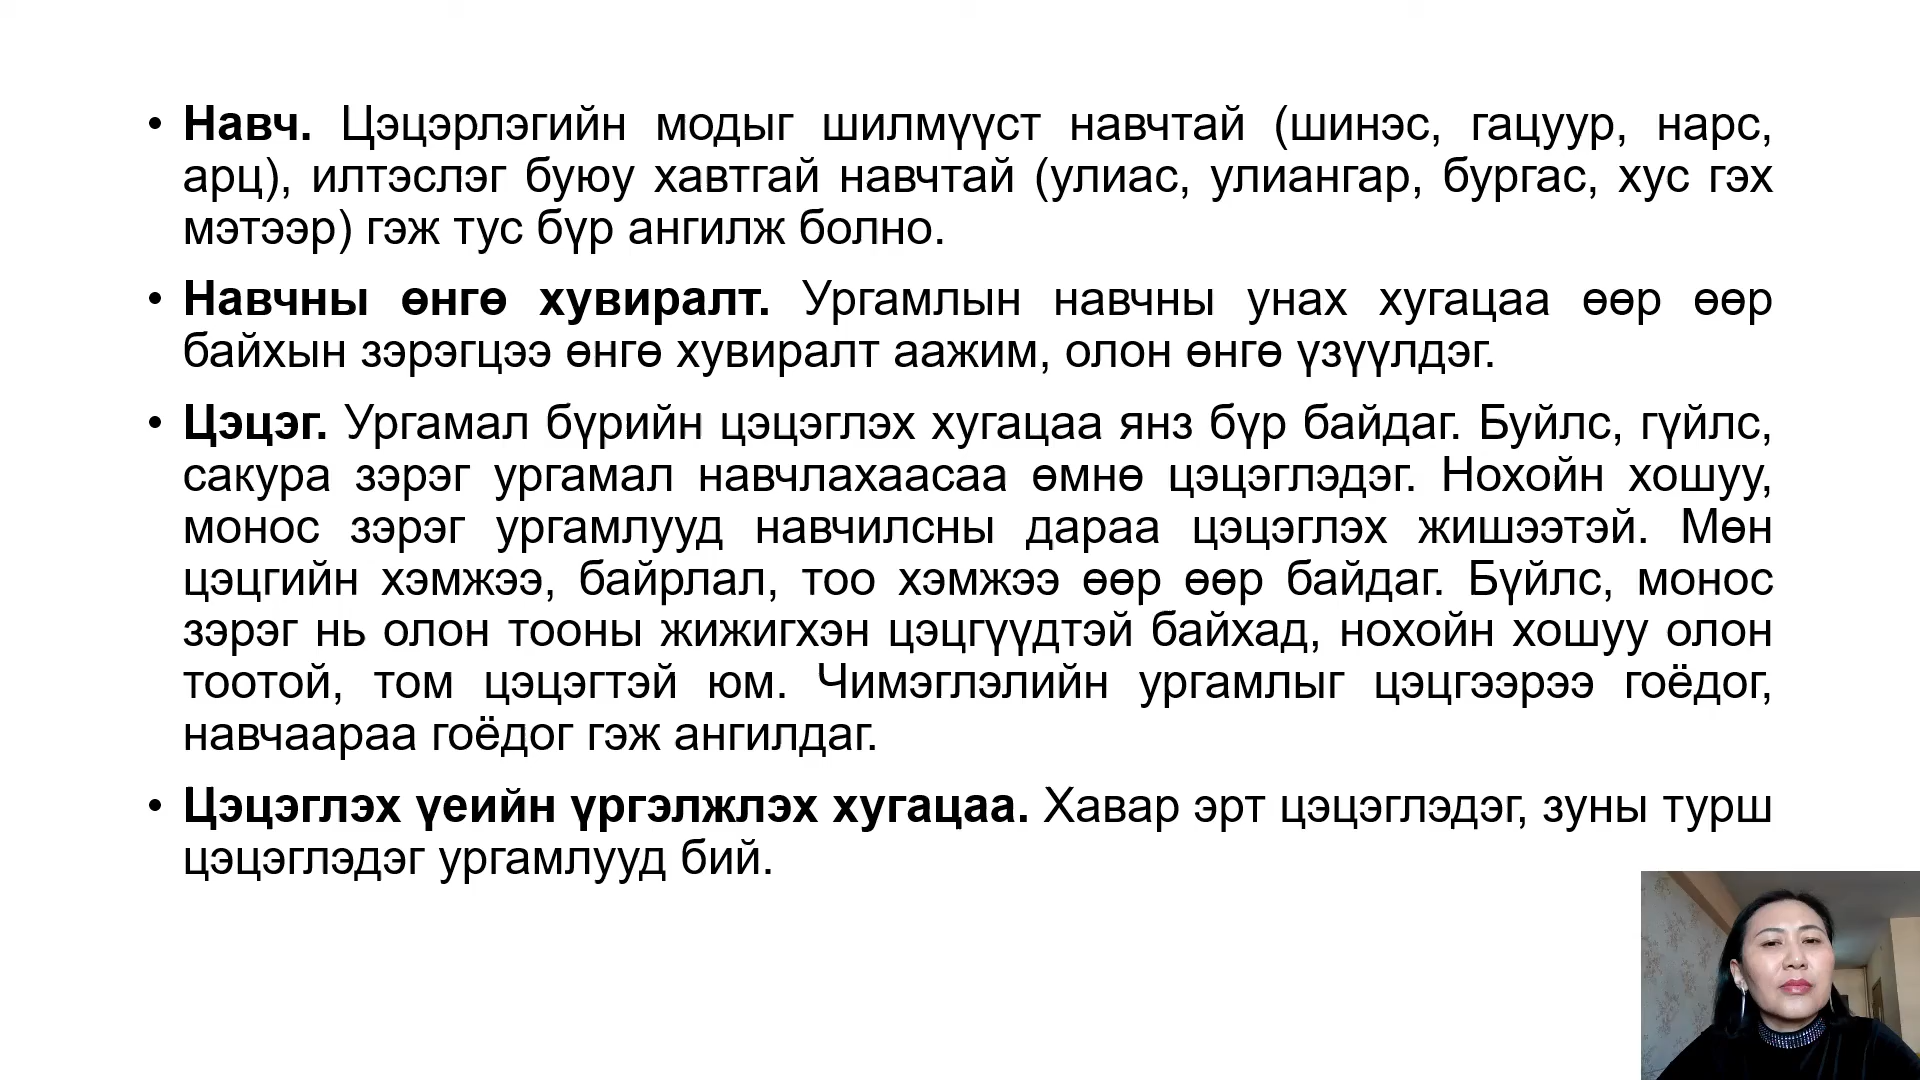 • Навч. Цэцэрлэгийн модыг шилмүүст навчтай (шинэс, гацуур, нарс,
арц), илтэслэг буюу хавтгай навчтай (улиас, улиангар, бургас, хус гэх
мэтээр) гэж тус бүр ангилж болно.
• Навчны өнгө хувиралт. Ургамлын навчны унах хугацаа өөр өөр
байхын зэрэгцээ өнгө хувиралт аажим, олон өнгө үзүүлдэг.
• Цэцэг. Ургамал бүрийн цэцэглэх хугацаа янз бүр байдаг. Буйлс, гүйлс,
сакура зэрэг ургамал навчлахаасаа өмнө цэцэглэдэг. Нохойн хошуу,
монос зэрэг ургамлууд навчилсны дараа цэцэглэх жишээтэй. Мөн
цэцгийн хэмжээ, байрлал, тоо хэмжээ өөр өөр байдаг. Бүйлс, монос
зэрэг нь олон тооны жижигхэн цэцгүүдтэй байхад, нохойн хошуу олон
тоотой, том цэцэгтэй юм. Чимэглэлийн ургамлыг цэцгээрээ гоёдог,
навчаараа гоёдог гэж ангилдаг.
• Цэцэглэх үеийн үргэлжлэх хугацаа. Хавар эрт цэцэглэдэг, зуны турш
цэцэглэдэг ургамлууд бий.